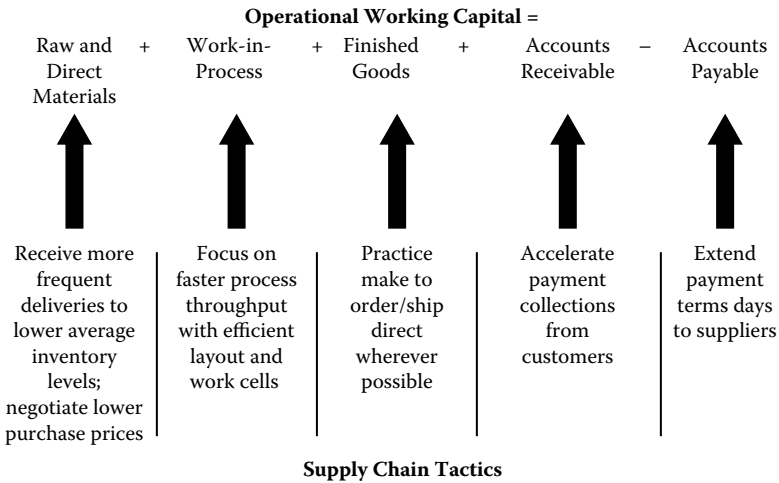 Operational Working Capital =
Raw and
Direct
Materials
+
Work-in-
Process
+
Finished
Goods
+
Accounts
Receivable
–
Accounts
Payable
Receive more
frequent
deliveries to
lower average
inventory
levels;
negotiate lower
purchase prices
Focus on
faster process
throughput
with efficient
layout and
work cells
Practice
make to
order/ship
direct
wherever
possible
Accelerate
payment
collections
from
customers
Extend
payment
terms days
to suppliers
Supply Chain Tactics